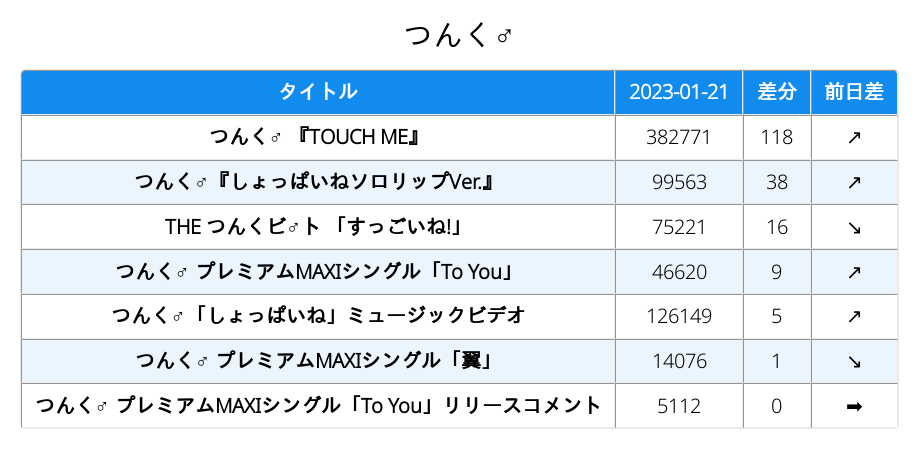 つんく♂
タイトル 2023-01-21 差分 前日差
つんく♂ 『TOUCH ME』 382771 118 ↗
つんく♂『しょっぱいねソロリップVer.』 99563 38 ↗
THE つんくビ♂ト 「すっごいね!」 75221 16 ↘
つんく♂ プレミアムMAXIシングル「To You」 46620 9 ↗
つんく♂「しょっぱいね」ミュージックビデオ 126149 5 ↗
つんく♂ プレミアムMAXIシングル「翼」 14076 1 ↘
つんく♂ プレミアムMAXIシングル「To You」リリースコメント 5112 0 ➡